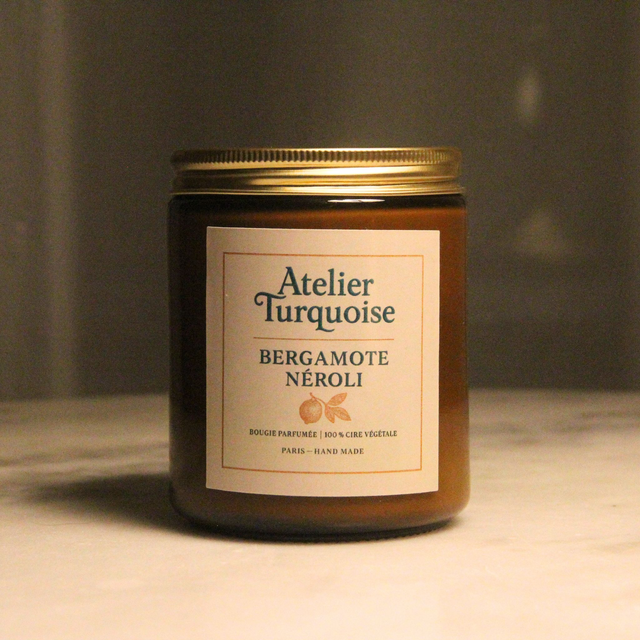 Atelier
Turquoise
BERGAMOTE
NÉROLI
BOUGIE PARFUMÉE | 100 % CIRE VÉGÉTALE
PARIS – HAND MADE